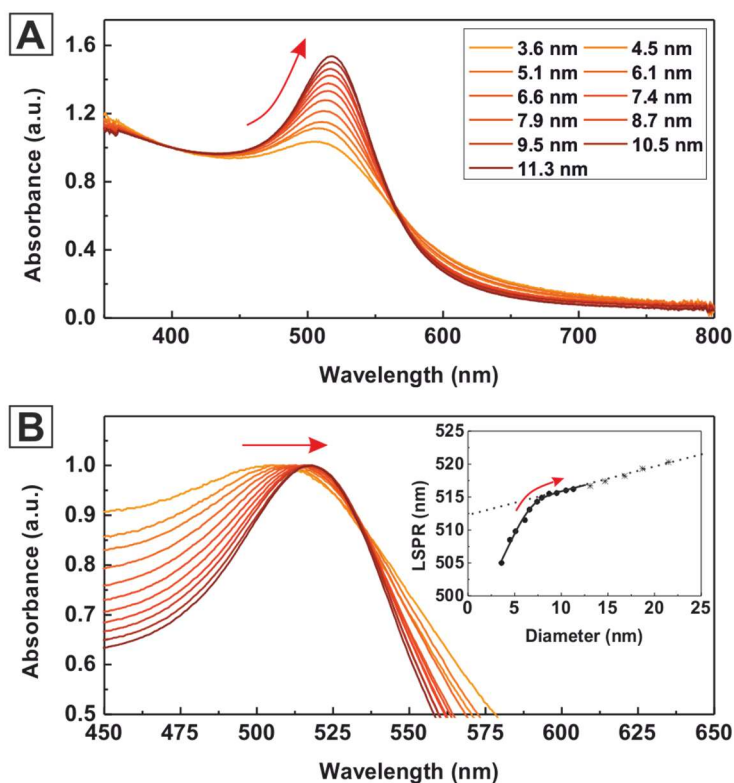 A
Absorbance (a.u.)
1.6
1.2
0.8
0.4
0.0
3.6 nm 4.5 nm
5.1 nm 6.1 nm
6.6 nm 7.4 nm
7.9 nm 8.7 nm
9.5 nm 10.5 nm
11.3 nm
400 500 600 700 800
Wavelength (nm)
B
Absorbance (a.u.)
1.0
0.9
0.8
0.7
0.6
0.5
LSPR (nm)
525
520
515
510
505
500
0 5 10 15 20 25
Diameter (nm)
450 475 500 525 550 575 600 625 650
Wavelength (nm)